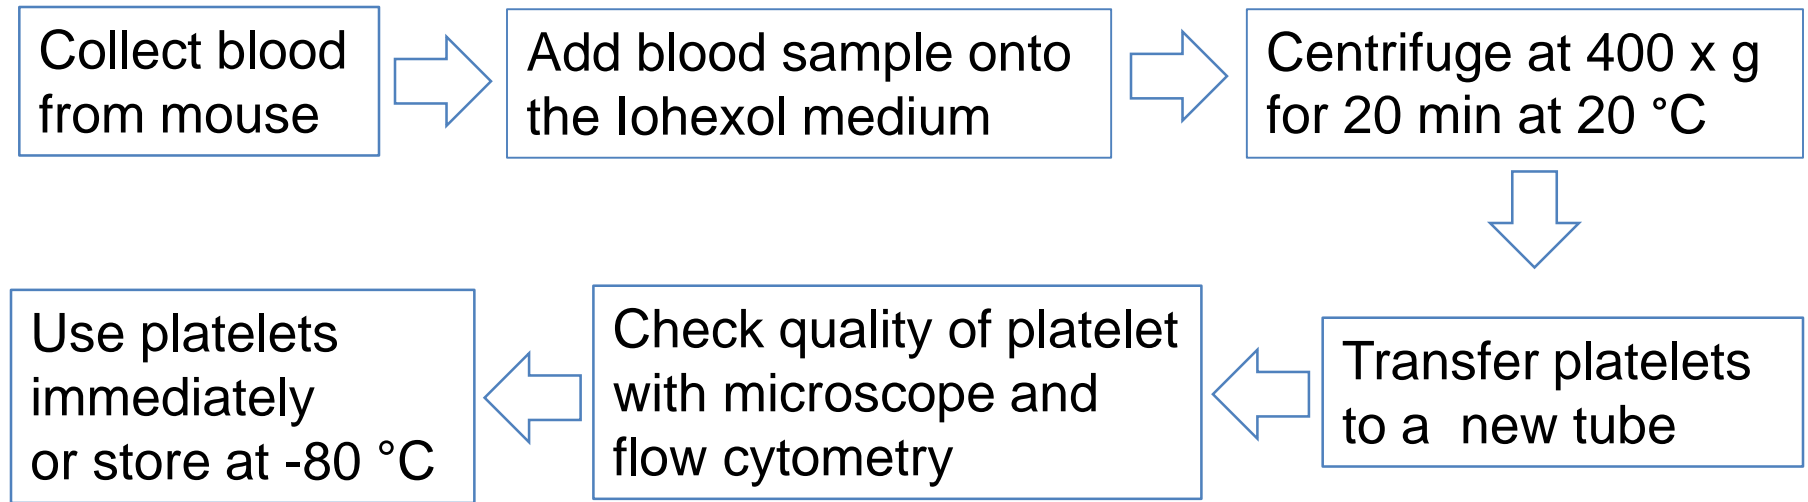 Collect blood
from mouse
Add blood sample onto
the Iohexol medium
Centrifuge at 400 x g
for 20 min at 20 °C
Transfer platelets
to a  new tube
Check quality of platelet
with microscope and
flow cytometry
Use platelets
immediately
or store at -80 °C